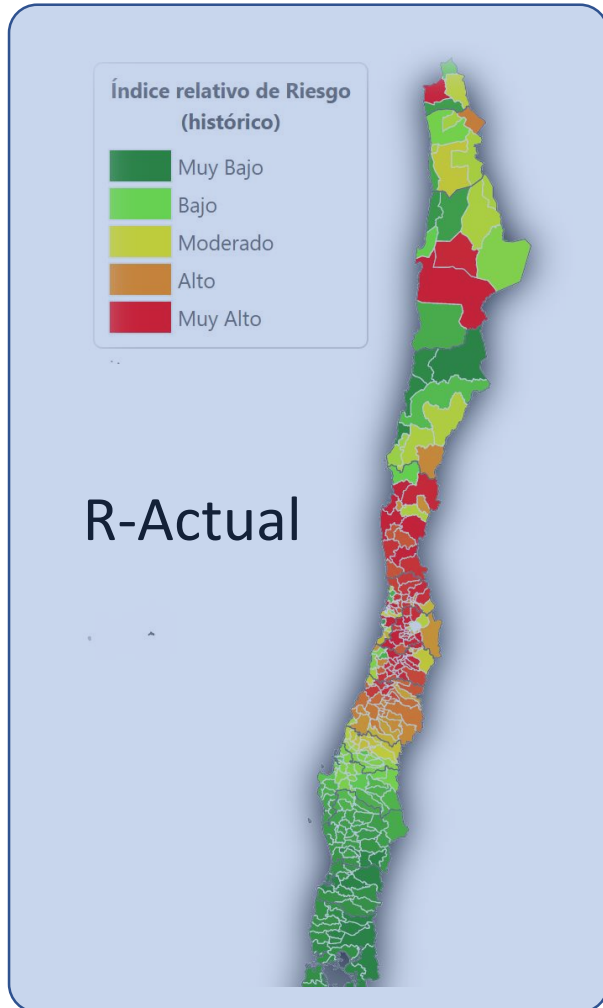 Índice relativo de Riesgo
(histórico)
Muy Bajo
Bajo
Moderado
Alto
Muy Alto
R-Actual